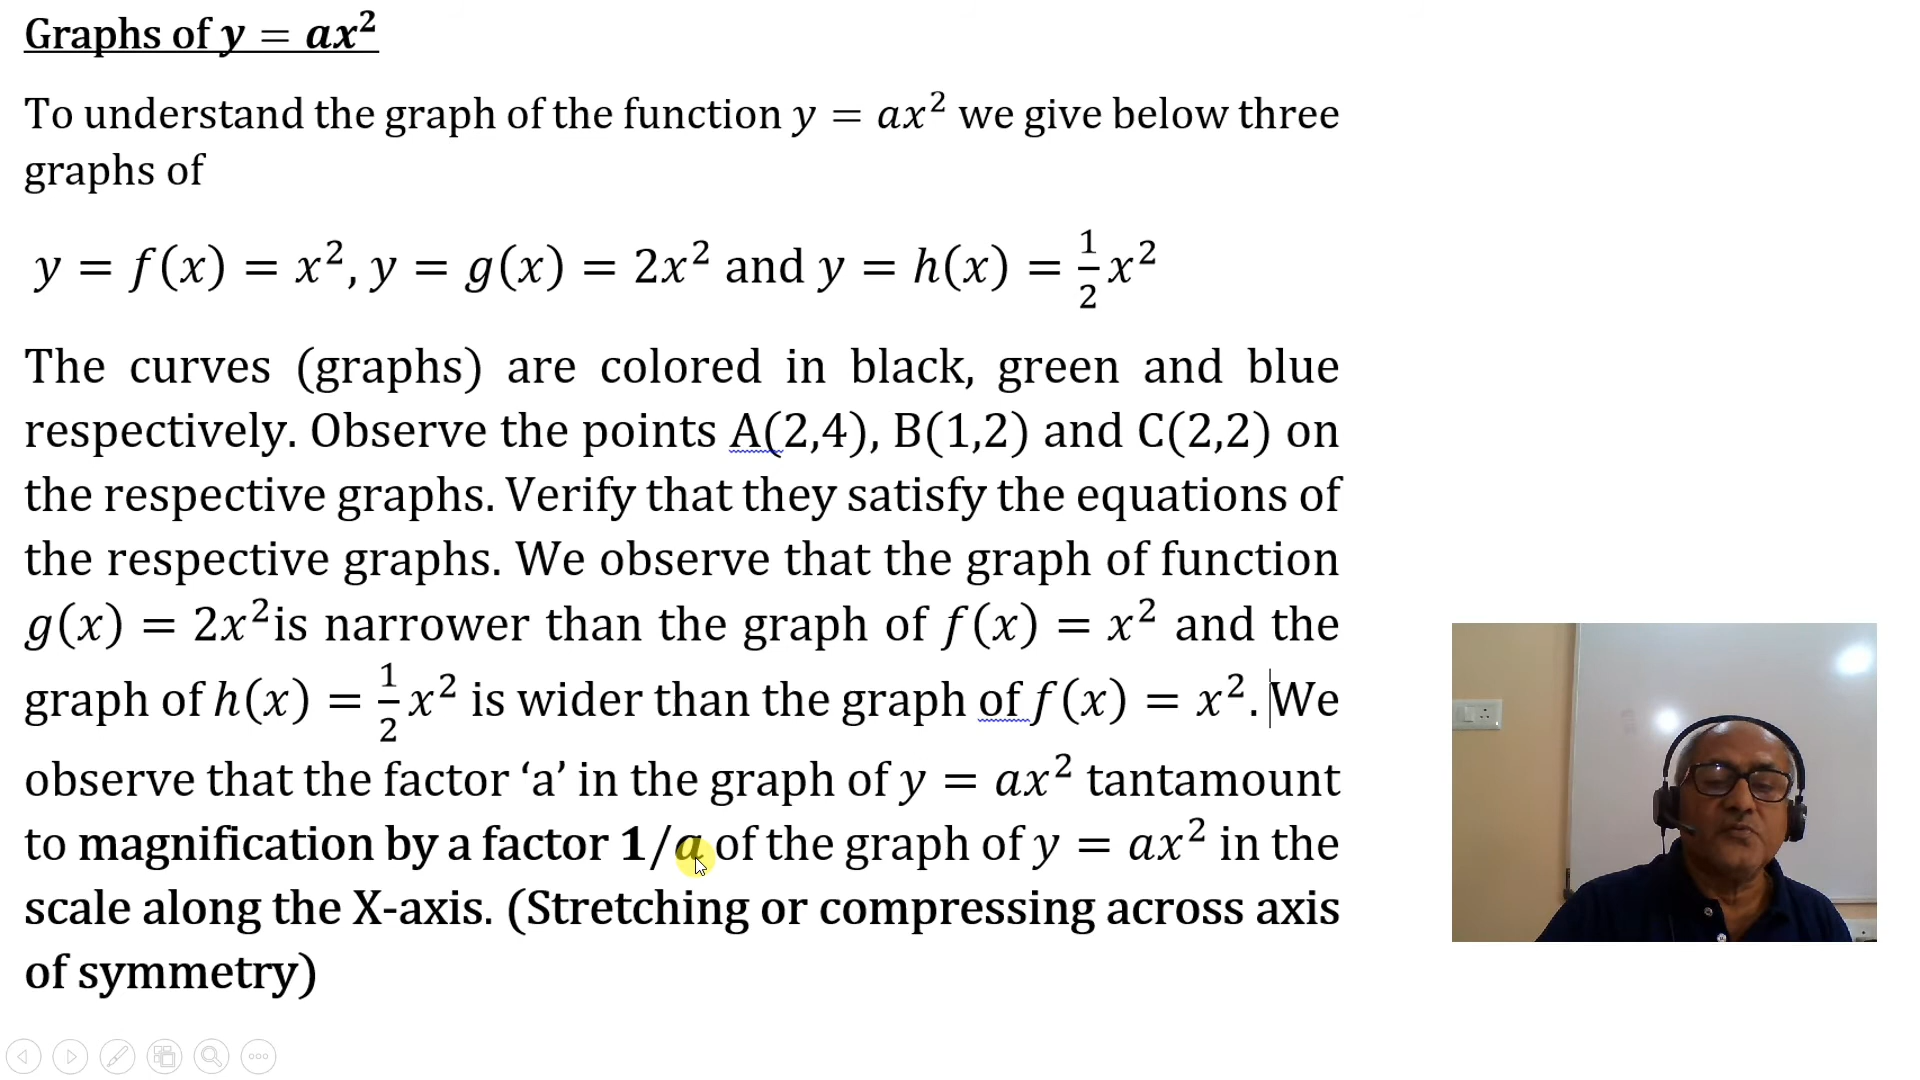 Graphs of y = ax²
To understand the graph of the function y = ax² we give below three
graphs of
y = f(x) = x², y = g(x) = 2x² and y = h(x) = 1/2 x²
The curves (graphs) are colored in black, green and blue
respectively. Observe the points A(2,4), B(1,2) and C(2,2) on
the respective graphs. Verify that they satisfy the equations of
the respective graphs. We observe that the graph of function
g(x) = 2x²is narrower than the graph of f(x) = x² and the
graph of h(x) = 1/2 x² is wider than the graph of f(x) = x². We
observe that the factor ‘a’ in the graph of y = ax² tantamount
to magnification by a factor 1/a of the graph of y = ax² in the
scale along the X-axis. (Stretching or compressing across axis
of symmetry)